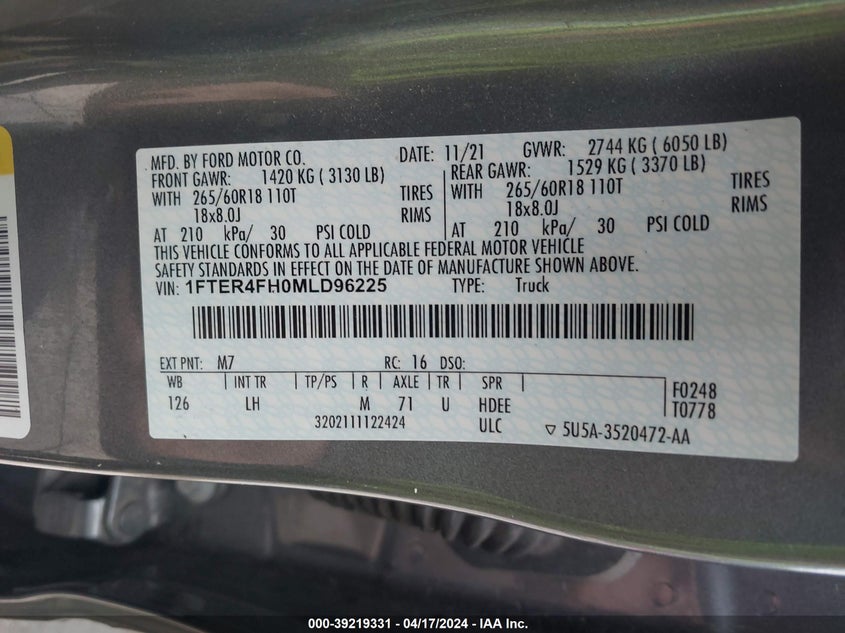 MFD. BY FORD MOTOR CO. DATE: 11/21 GVWR: 2744 KG ( 6050 LB)
FRONT GAWR: 1420 KG ( 3130 LB) REAR GAWR: 1529 KG ( 3370 LB)
WITH 265/60R18 110T TIRES WITH 265/60R18 110T TIRES
18x8.0J RIMS 18x8.0J RIMS
AT 210 kPa/ 30 PSI COLD AT 210 kPa/ 30 PSI COLD
THIS VEHICLE CONFORMS TO ALL APPLICABLE FEDERAL MOTOR VEHICLE
SAFETY STANDARDS IN EFFECT ON THE DATE OF MANUFACTURE SHOWN ABOVE.
VIN: 1FTER4FH0MLD96225 TYPE: Truck
EXT PNT: M7 RC: 16 DSO:
WB INT TR TP/PS R AXLE TR SPR F0248
126 LH M 71 U HDEE T0778
3202111122424 ULC ▽ 5U5A-3520472-AA
000-39219331 - 04/17/2024 - IAA Inc.